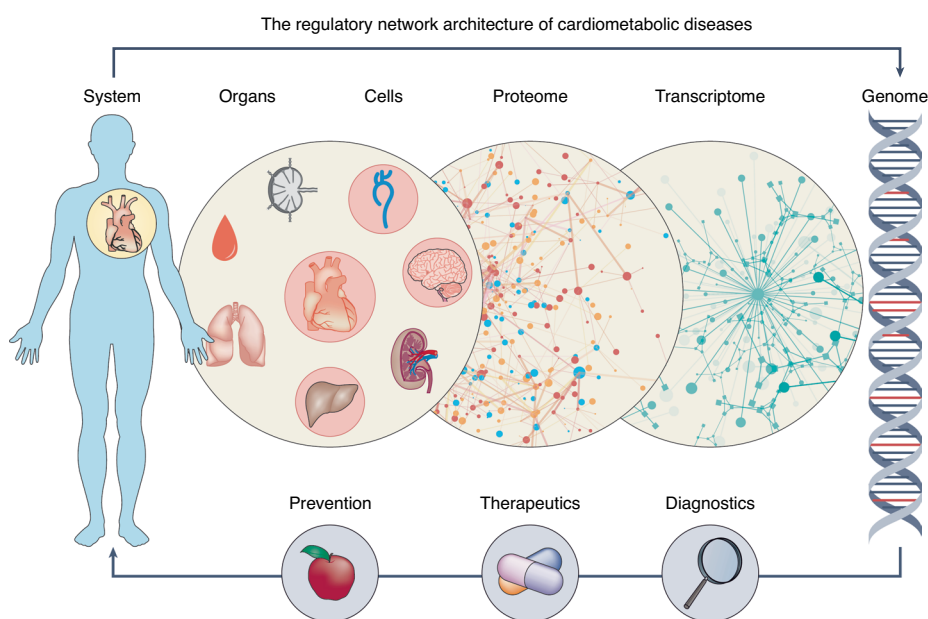 The regulatory network architecture of cardiometabolic diseases
System
Organs
Cells
Proteome
Transcriptome
Genome
Prevention
Therapeutics
Diagnostics